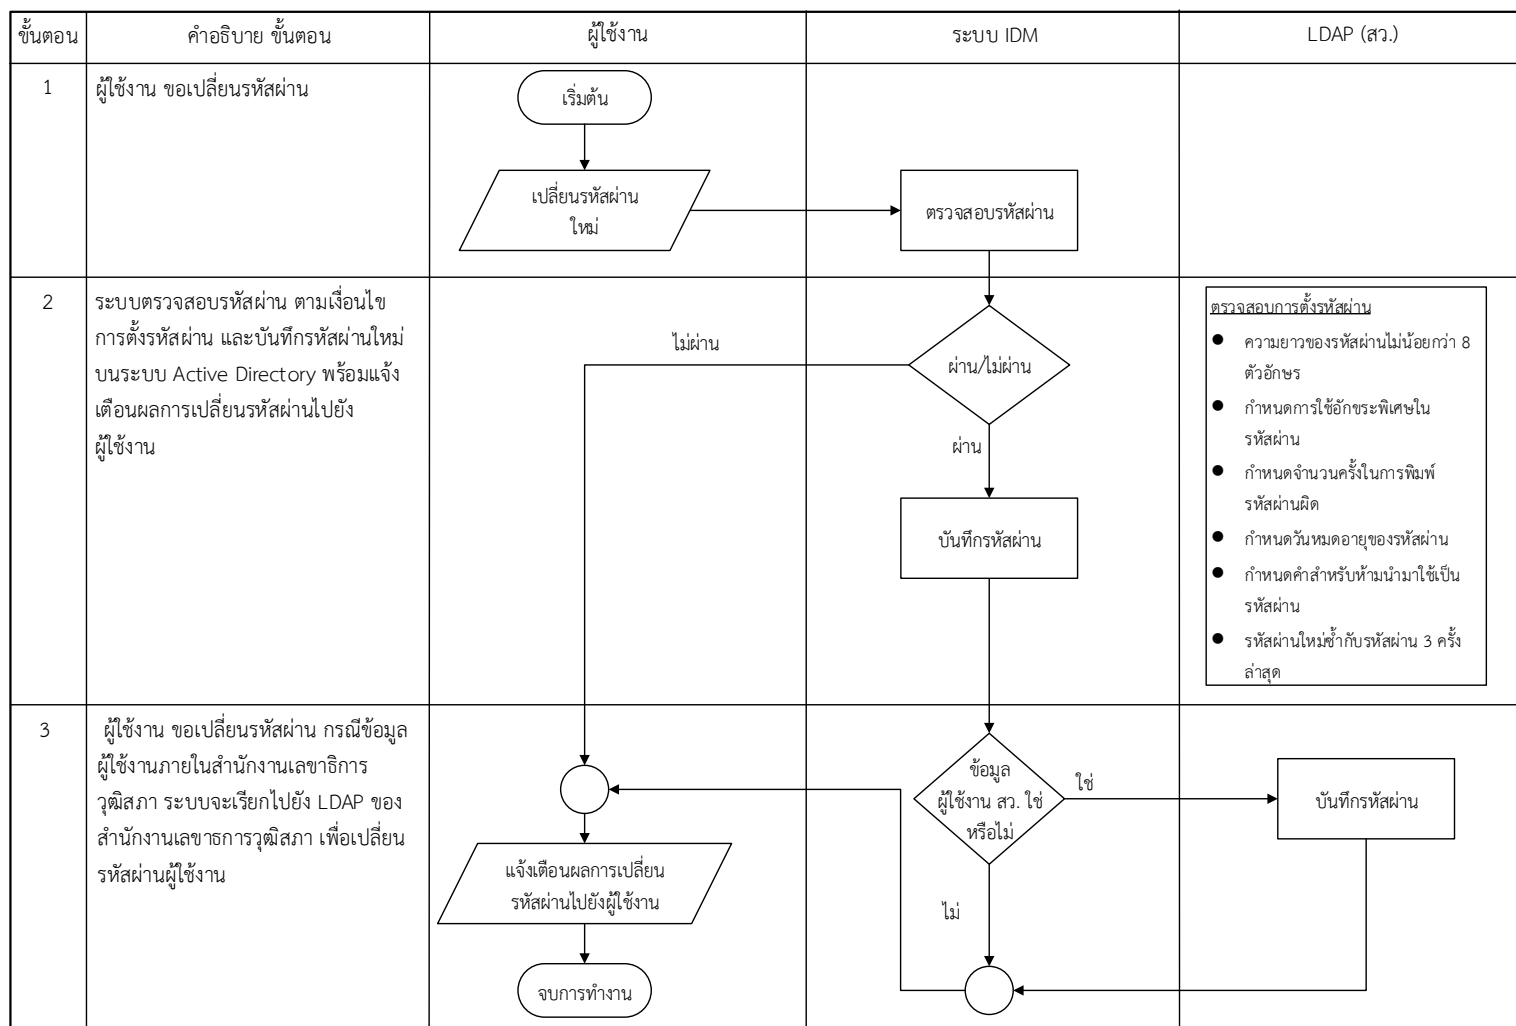 ขั้นตอน
คำอธิบาย ขั้นตอน
ผู้ใช้งาน
ระบบ IDM
LDAP (สว.)
1
ผู้ใช้งาน ขอเปลี่ยนรหัสผ่าน
เริ่มต้น
เปลี่ยนรหัสผ่าน
ใหม่
ตรวจสอบรหัสผ่าน
2
ระบบตรวจสอบรหัสผ่าน ตามเงื่อนไข
การตั้งรหัสผ่าน และบันทึกรหัสผ่านใหม่
บนระบบ Active Directory พร้อมแจ้ง
เตือนผลการเปลี่ยนรหัสผ่านไปยัง
ผู้ใช้งาน
ไม่ผ่าน
ผ่าน/ไม่ผ่าน
ผ่าน
บันทึกรหัสผ่าน
ตรวจสอบการตั้งรหัสผ่าน
● ความยาวของรหัสผ่านไม่น้อยกว่า 8
ตัวอักษร
● กำหนดการใช้อักขระพิเศษใน
รหัสผ่าน
● กำหนดจำนวนครั้งในการพิมพ์
รหัสผ่านผิด
● กำหนดวันหมดอายุของรหัสผ่าน
● กำหนดคำสำหรับห้ามนำมาใช้เป็น
รหัสผ่าน
● รหัสผ่านใหม่ซ้ำกับรหัสผ่าน 3 ครั้ง
ล่าสุด
3
ผู้ใช้งาน ขอเปลี่ยนรหัสผ่าน กรณีข้อมูล
ผู้ใช้งานภายในสำนักงานเลขาธิการ
วุฒิสภา ระบบจะเรียกไปยัง LDAP ของ
สำนักงานเลขาธการวุฒิสภา เพื่อเปลี่ยน
รหัสผ่านผู้ใช้งาน
แจ้งเตือนผลการเปลี่ยน
รหัสผ่านไปยังผู้ใช้งาน
จบการทำงาน
ข้อมูล
ผู้ใช้งาน สว. ใช่
หรือไม่
ใช่
ไม่
บันทึกรหัสผ่าน